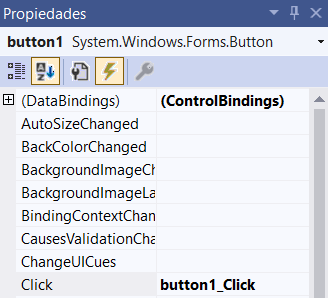 Propiedades
button1 System.Windows.Forms.Button
(DataBindings) (ControlBindings)
AutoSizeChanged
BackColorChanged
BackgroundImageCh
BackgroundImageLa
BindingContextChan
CausesValidationCha
ChangeUICues
Click button1_Click